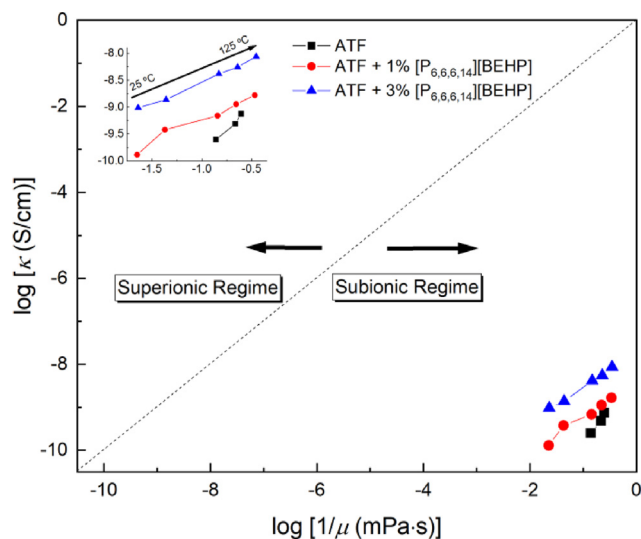 0
-2
-4
-6
-8
-10
log [κ (S/cm)]
-8.0
-8.5
-9.0
-9.5
-10.0
-1.5
-1.0
-0.5
25 ºC
125 ºC
ATF
ATF + 1% [P6,6,6,14][BEHP]
ATF + 3% [P6,6,6,14][BEHP]
Superionic Regime
Subionic Regime
-10
-8
-6
-4
-2
0
log [1/μ (mPa·s)]